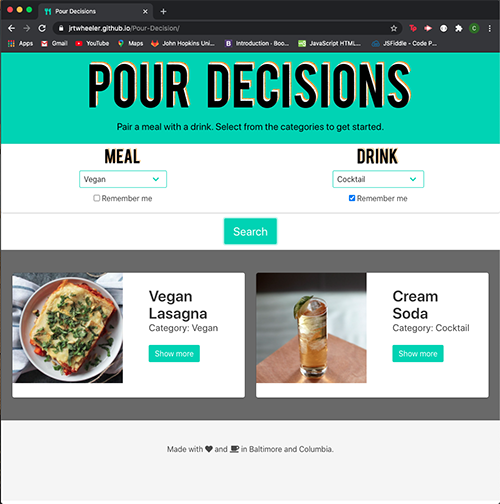 Pour Decisions
jrtwheeler.github.io/Pour-Decision/
Apps
Gmail
YouTube
Maps
John Hopkins Uni...
Introduction · Boo...
JavaScript HTML...
JSFiddle - Code P...
POUR DECISIONS
Pair a meal with a drink. Select from the categories to get started.
MEAL
DRINK
Vegan
Cocktail
Remember me
Remember me
Search
Vegan
Lasagna
Category: Vegan
Show more
Cream
Soda
Category: Cocktail
Show more
Made with and in Baltimore and Columbia.